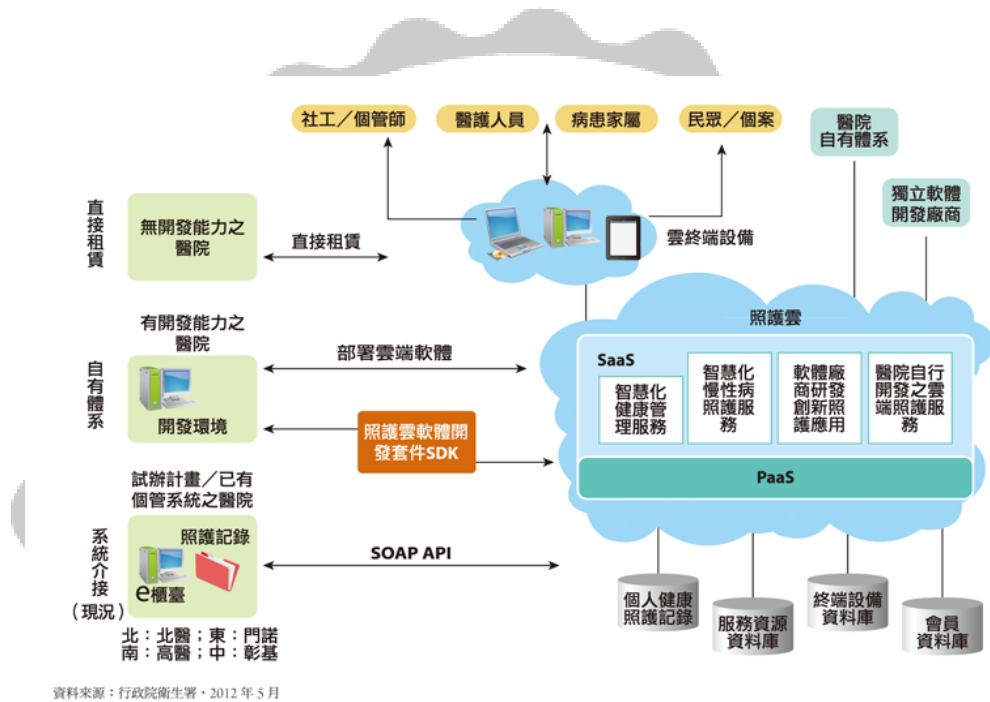 社工／個管師
醫護人員
病患家屬
民眾／個案
醫院
自有體系
獨立軟體
開發廠商
直接租賃
無開發能力之
醫院
直接租賃
雲終端設備
照護雲
自有體系
有開發能力之
醫院
開發環境
部署雲端軟體
照護雲軟體開
發套件SDK
SaaS
智慧化
健康管
理服務
智慧化
慢性病
照護服
務
軟體廠
商研發
創新照
護應用
醫院自行
開發之雲
端照護服
務
PaaS
系統介接
（現況）
試辦計畫／已有
個管系統之醫院
照護記錄
e櫃臺
SOAP API
北：北醫；東：門諾
南：高醫；中：彰基
個人健康
照護記錄
服務資源
資料庫
終端設備
資料庫
會員
資料庫
資料來源：行政院衛生署，2012 年 5 月